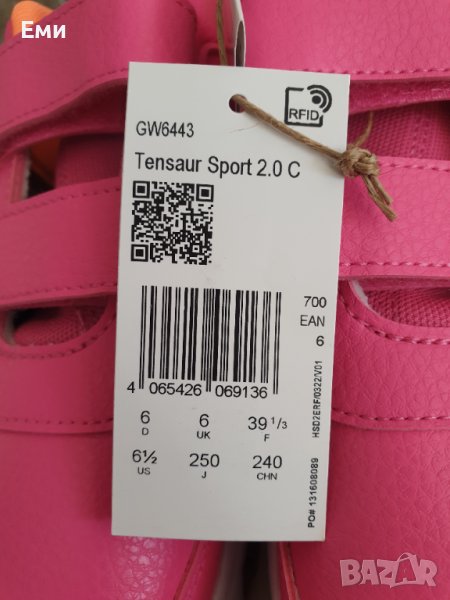 Еми
RFID
GW6443
Tensaur Sport 2.0 C
700
EAN
6
4 065426 069136
6 6 39 1/3
D UK F
6½ 250 240
US J CHN
HSD2ERF/0322/V01
PO# 131608089
BAZAR